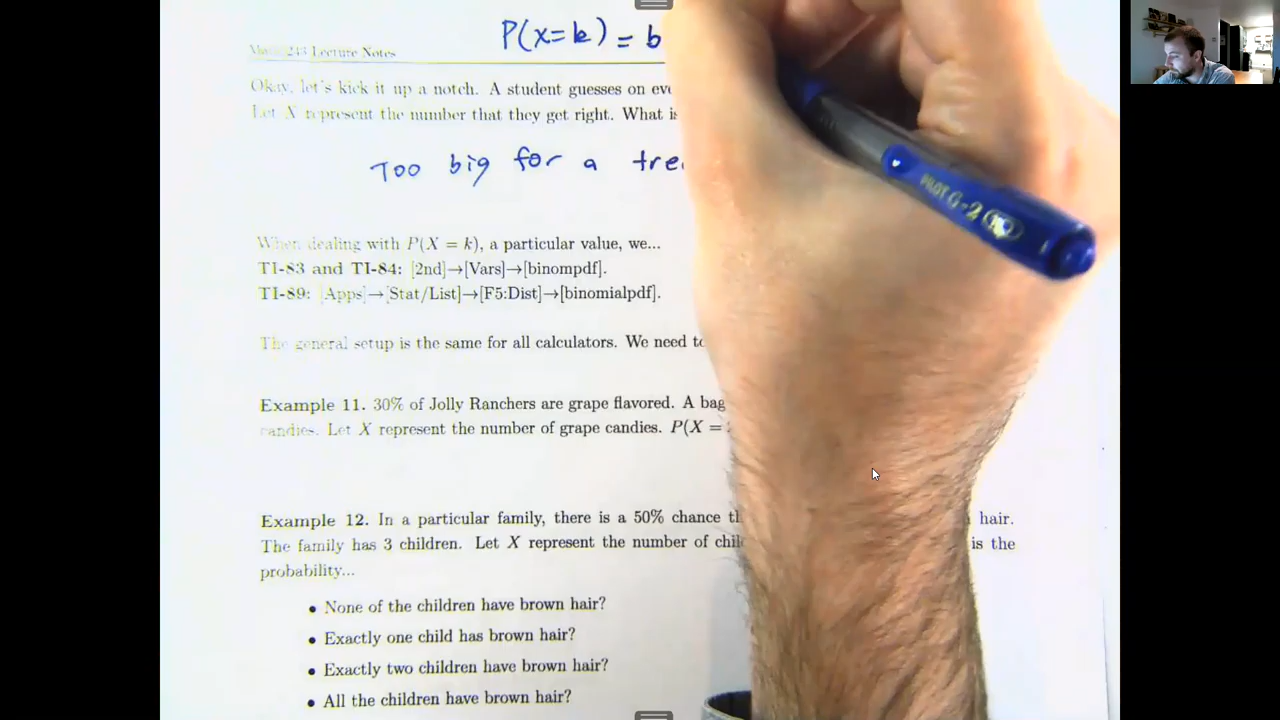 P(X=k) = b
243 Lecture Notes
Okay, let's kick it up a notch. A student guesses on eve
Let X represent the number that they get right. What is
Too big for a tre
PILOT G-2
When dealing with P(X = k), a particular value, we...
TI-83 and TI-84: [2nd]→[Vars]→[binompdf].
TI-89: [Apps]→[Stat/List]→[F5:Dist]→[binomialpdf].
The general setup is the same for all calculators. We need to
Example 11. 30% of Jolly Ranchers are grape flavored. A bag
candies. Let X represent the number of grape candies. P(X =
Example 12. In a particular family, there is a 50% chance th hair.
The family has 3 children. Let X represent the number of chil is the
probability...
• None of the children have brown hair?
• Exactly one child has brown hair?
• Exactly two children have brown hair?
• All the children have brown hair?